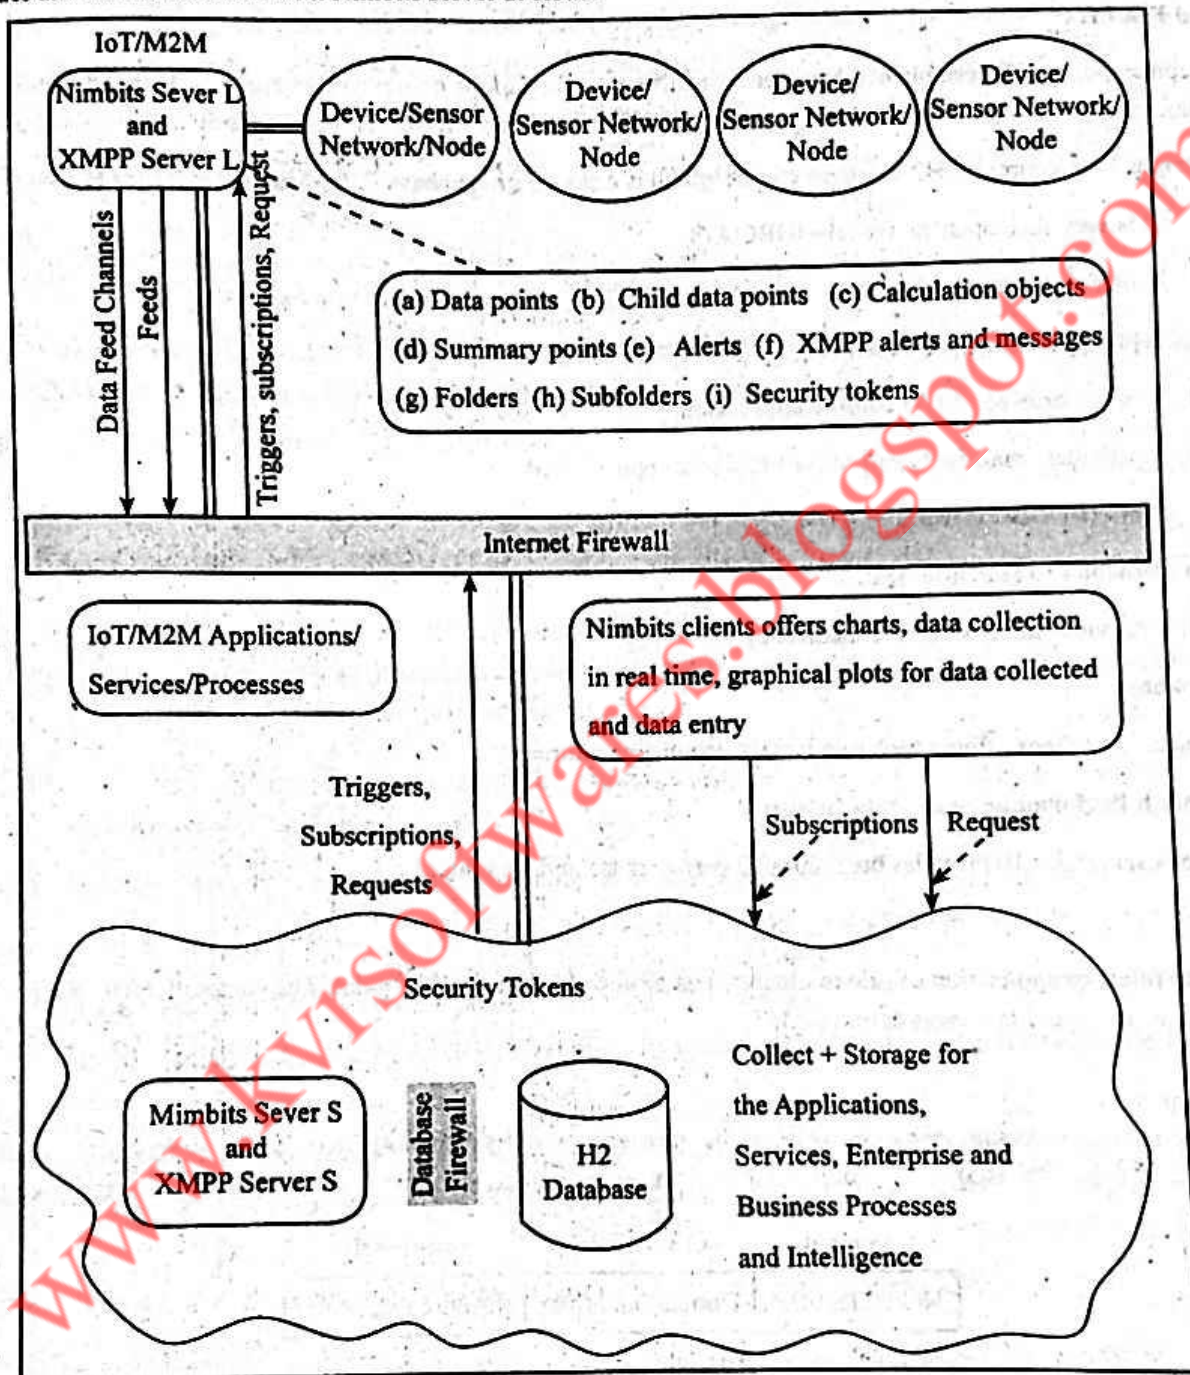 IoT/M2M
Nimbits Sever L
and
XMPP Server L
Device/Sensor
Network/Node
Device/
Sensor Network/
Node
Device/
Sensor Network/
Node
Device/
Sensor Network/
Node
Data Feed Channels
Feeds
Triggers, subscriptions, Request
(a) Data points (b) Child data points (c) Calculation objects
(d) Summary points (e) Alerts (f) XMPP alerts and messages
(g) Folders (h) Subfolders (i) Security tokens
Internet Firewall
IoT/M2M Applications/
Services/Processes
Nimbits clients offers charts, data collection
in real time, graphical plots for data collected
and data entry
Triggers,
Subscriptions,
Requests
Subscriptions
Request
Security Tokens
Mimbits Sever S
and
XMPP Server S
Database
Firewall
H2
Database
Collect + Storage for
the Applications,
Services, Enterprise and
Business Processes
and Intelligence
www.kvrsoftwares.blogspot.com